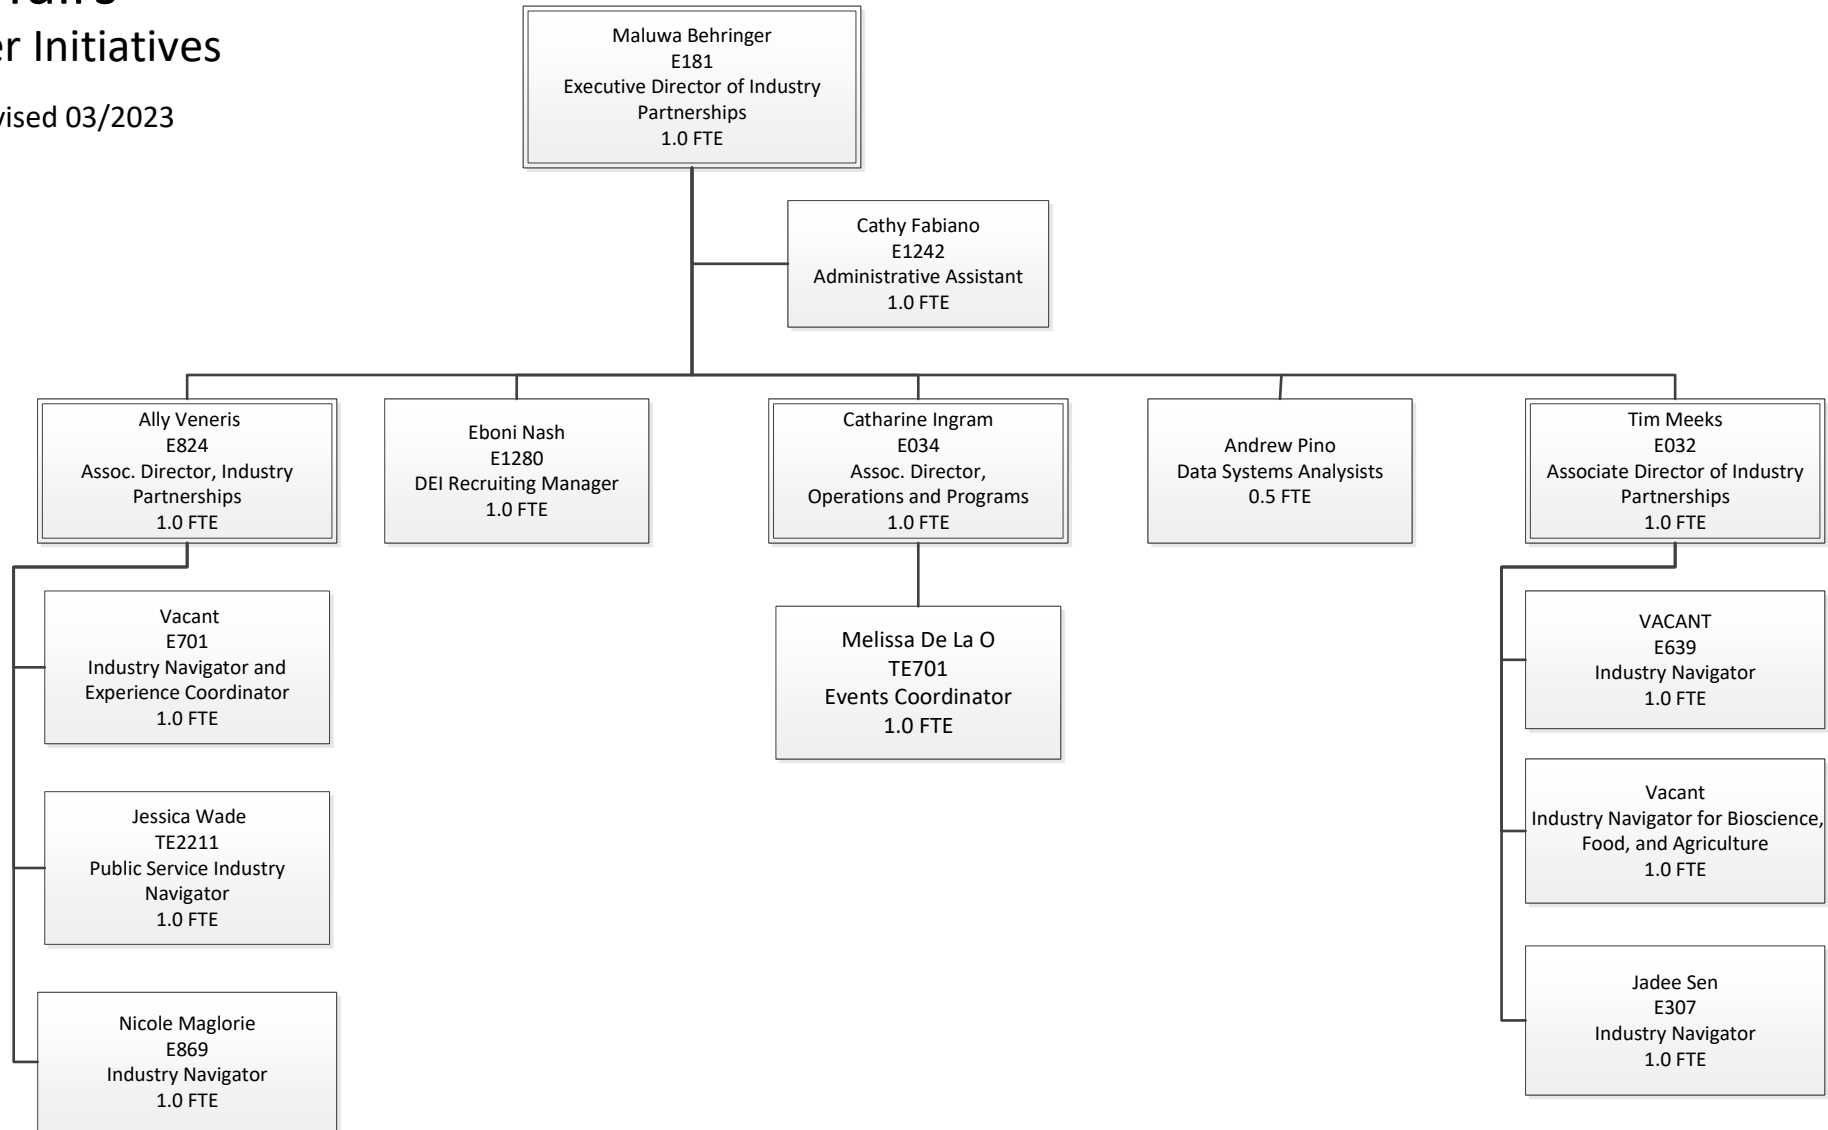 Initiatives
03/2023
Maluwa Behringer
E181
Executive Director of Industry
Partnerships
1.0 FTE
Cathy Fabiano
E1242
Administrative Assistant
1.0 FTE
Ally Veneris
E824
Assoc. Director, Industry
Partnerships
1.0 FTE
Eboni Nash
E1280
DEI Recruiting Manager
1.0 FTE
Catharine Ingram
E034
Assoc. Director,
Operations and Programs
1.0 FTE
Andrew Pino
Data Systems Analysists
0.5 FTE
Tim Meeks
E032
Associate Director of Industry
Partnerships
1.0 FTE
Vacant
E701
Industry Navigator and
Experience Coordinator
1.0 FTE
Jessica Wade
TE2211
Public Service Industry
Navigator
1.0 FTE
Nicole Maglorie
E869
Industry Navigator
1.0 FTE
Melissa De La O
TE701
Events Coordinator
1.0 FTE
VACANT
E639
Industry Navigator
1.0 FTE
Vacant
Industry Navigator for Bioscience,
Food, and Agriculture
1.0 FTE
Jadee Sen
E307
Industry Navigator
1.0 FTE